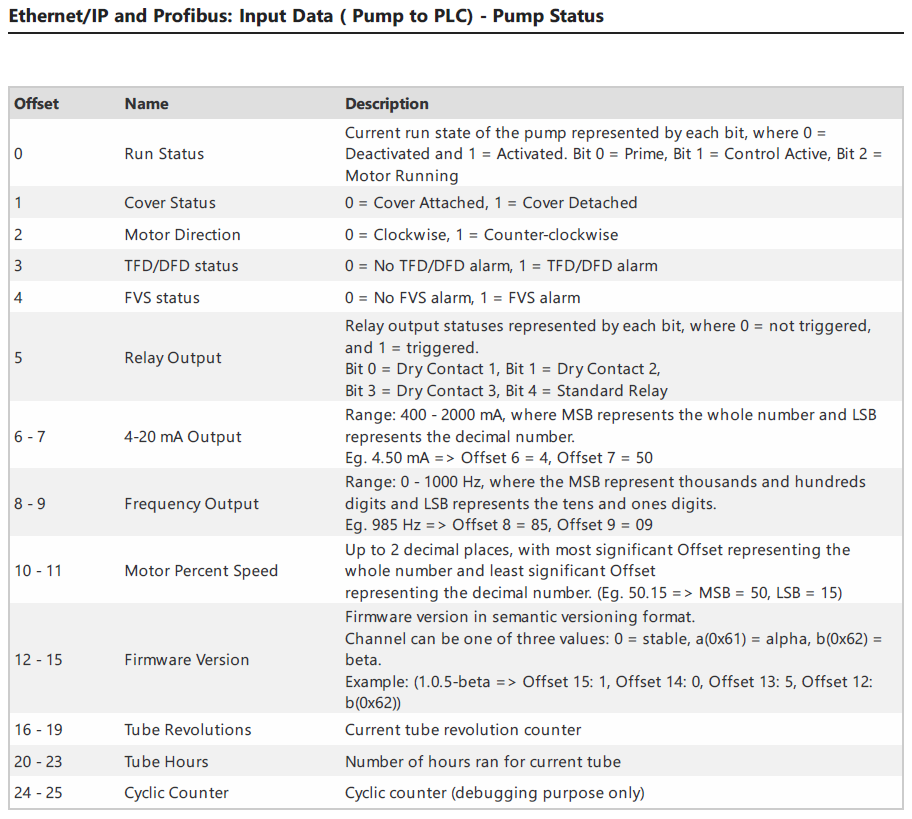 Ethernet/IP and Profibus: Input Data ( Pump to PLC) - Pump Status
Offset Name Description
0 Run Status Current run state of the pump represented by each bit, where 0 =
Deactivated and 1 = Activated. Bit 0 = Prime, Bit 1 = Control Active, Bit 2 =
Motor Running
1 Cover Status 0 = Cover Attached, 1 = Cover Detached
2 Motor Direction 0 = Clockwise, 1 = Counter-clockwise
3 TFD/DFD status 0 = No TFD/DFD alarm, 1 = TFD/DFD alarm
4 FVS status 0 = No FVS alarm, 1 = FVS alarm
5 Relay Output Relay output statuses represented by each bit, where 0 = not triggered,
and 1 = triggered.
Bit 0 = Dry Contact 1, Bit 1 = Dry Contact 2,
Bit 3 = Dry Contact 3, Bit 4 = Standard Relay
6 - 7 4-20 mA Output Range: 400 - 2000 mA, where MSB represents the whole number and LSB
represents the decimal number.
Eg. 4.50 mA => Offset 6 = 4, Offset 7 = 50
8 - 9 Frequency Output Range: 0 - 1000 Hz, where the MSB represent thousands and hundreds
digits and LSB represents the tens and ones digits.
Eg. 985 Hz => Offset 8 = 85, Offset 9 = 09
10 - 11 Motor Percent Speed Up to 2 decimal places, with most significant Offset representing the
whole number and least significant Offset
representing the decimal number. (Eg. 50.15 => MSB = 50, LSB = 15)
12 - 15 Firmware Version Firmware version in semantic versioning format.
Channel can be one of three values: 0 = stable, a(0x61) = alpha, b(0x62) =
beta.
Example: (1.0.5-beta => Offset 15: 1, Offset 14: 0, Offset 13: 5, Offset 12:
b(0x62))
16 - 19 Tube Revolutions Current tube revolution counter
20 - 23 Tube Hours Number of hours ran for current tube
24 - 25 Cyclic Counter Cyclic counter (debugging purpose only)